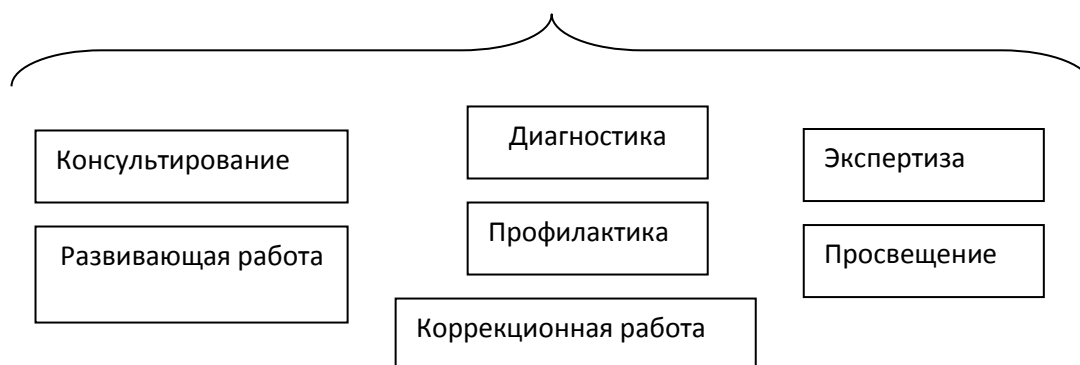 Диагностика
Консультирование
Экспертиза
Профилактика
Развивающая работа
Просвещение
Коррекционная работа